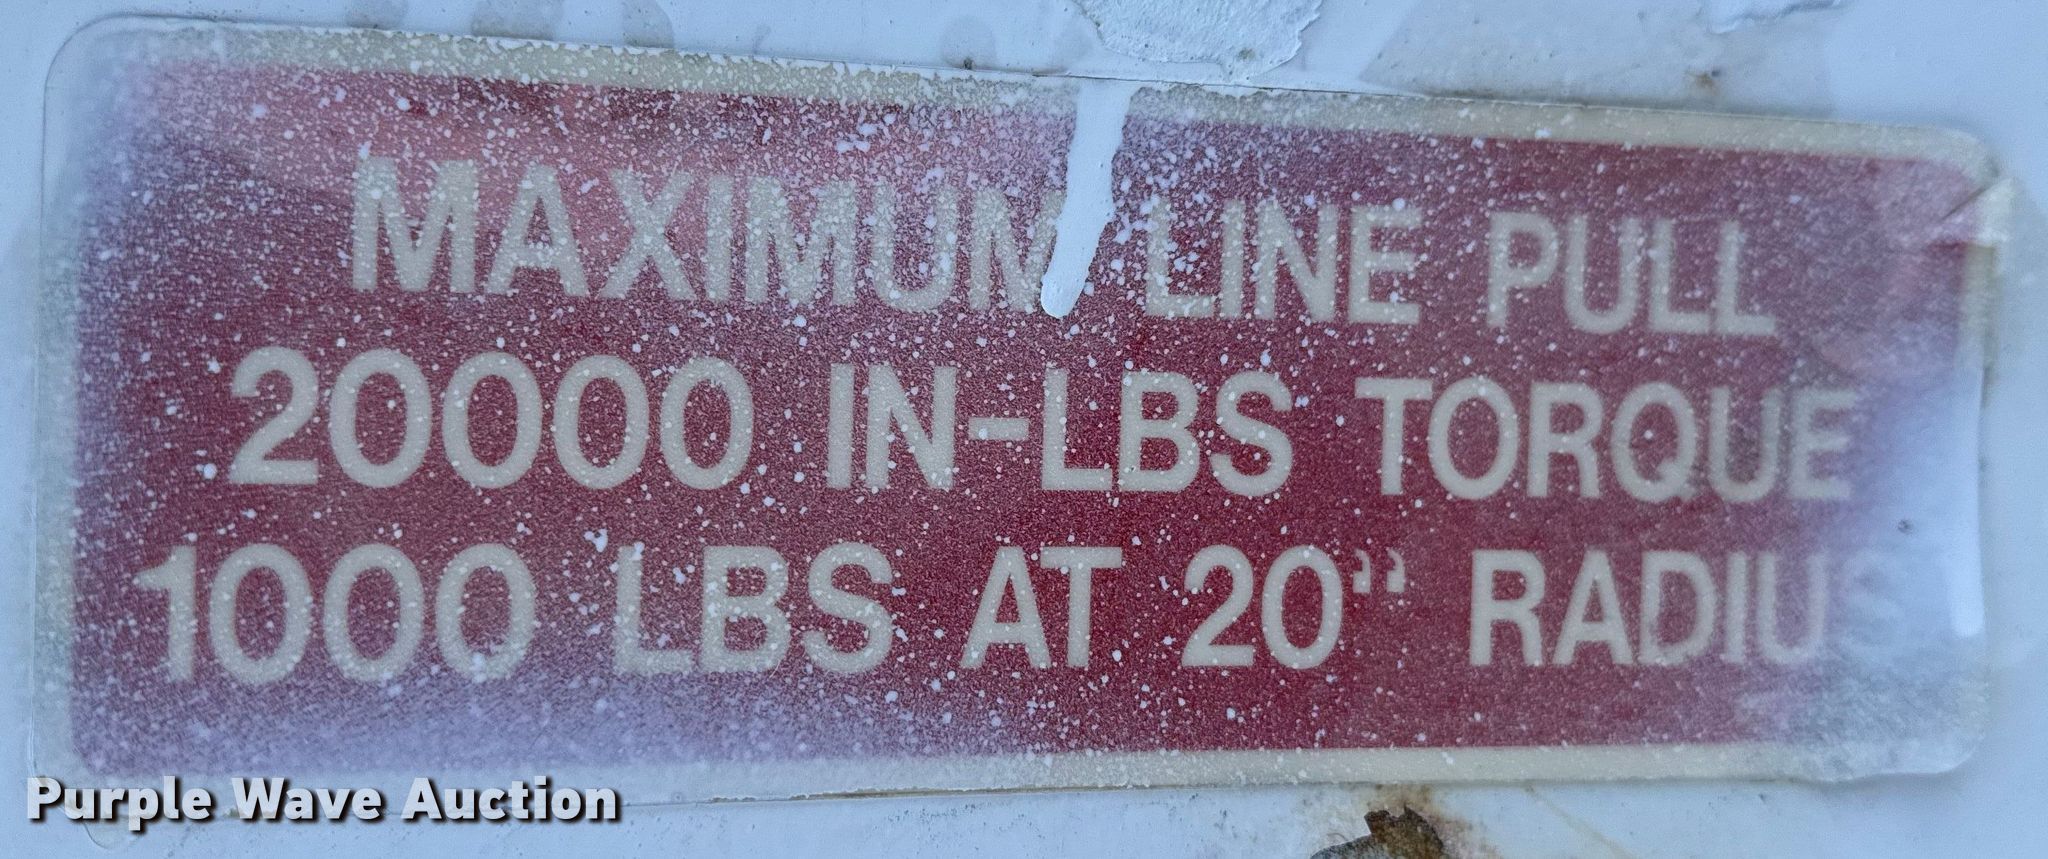 MAXIMUM LINE PULL
20000 IN-LBS TORQUE
1000 LBS AT 20" RADIUS
Purple Wave Auction